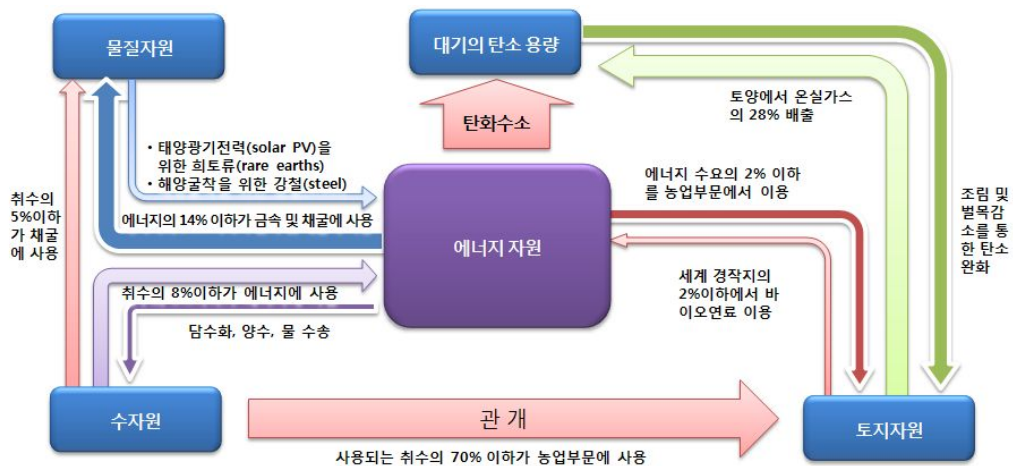 물질자원
대기의 탄소 용량
탄화수소
토양에서 온실가스
의 28% 배출
• 태양광기전력(solar PV)을
위한 희토류(rare earths)
• 해양굴착을 위한 강철(steel)
에너지 수요의 2% 이하
를 농업부문에서 이용
취수의
5%이하
가 채굴
에 사용
에너지의 14% 이하가 금속 및 채굴에 사용
에너지 자원
조림 및
벌목감
소를 통
한 탄소
완화
취수의 8%이하가 에너지에 사용
세계 경작지의
2%이하에서 바
이오연료 이용
담수화, 양수, 물 수송
수자원
관 개
토지자원
사용되는 취수의 70% 이하가 농업부문에 사용